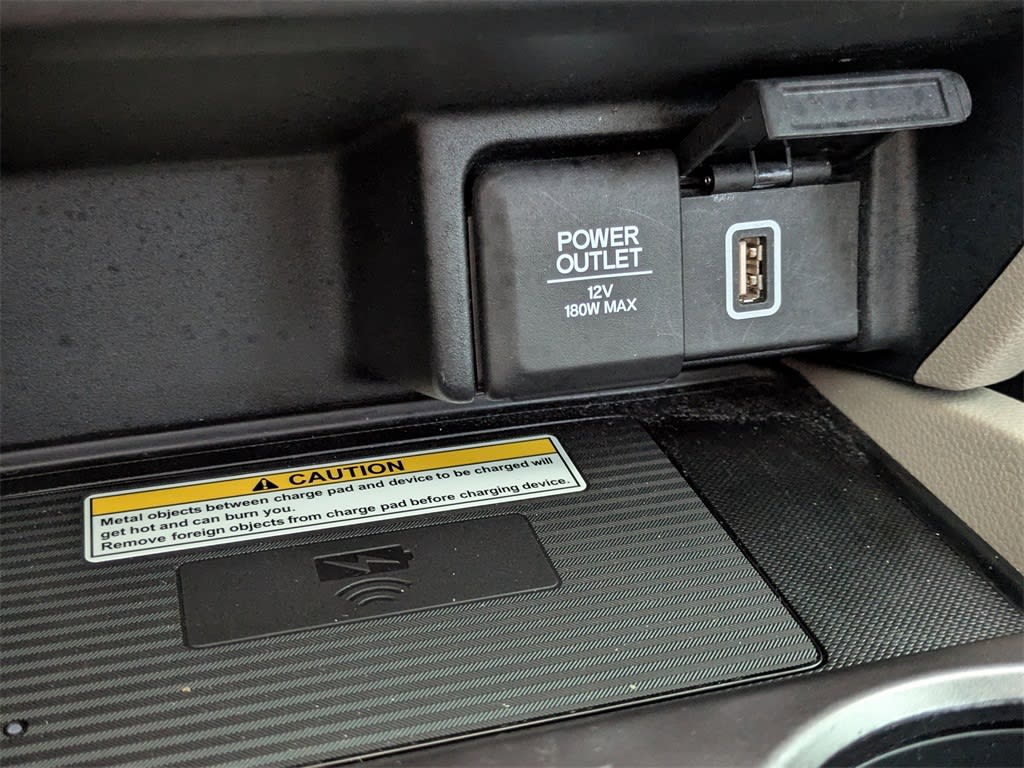 POWER
OUTLET
12V
180W MAX
CAUTION
Metal objects between charge pad and device to be charged will
get hot and can burn you.
Remove foreign objects from charge pad before charging device.